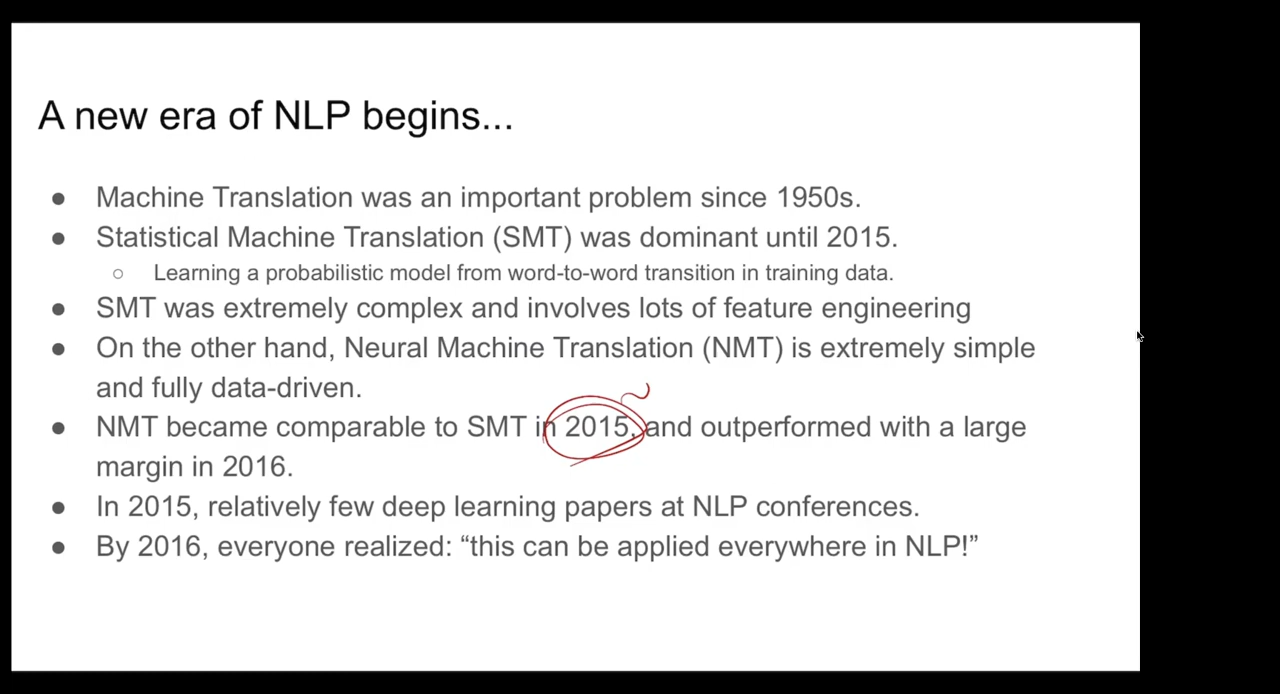 A new era of NLP begins...
● Machine Translation was an important problem since 1950s.
● Statistical Machine Translation (SMT) was dominant until 2015.
○ Learning a probabilistic model from word-to-word transition in training data.
● SMT was extremely complex and involves lots of feature engineering
● On the other hand, Neural Machine Translation (NMT) is extremely simple
and fully data-driven.
● NMT became comparable to SMT in 2015, and outperformed with a large
margin in 2016.
● In 2015, relatively few deep learning papers at NLP conferences.
● By 2016, everyone realized: “this can be applied everywhere in NLP!”